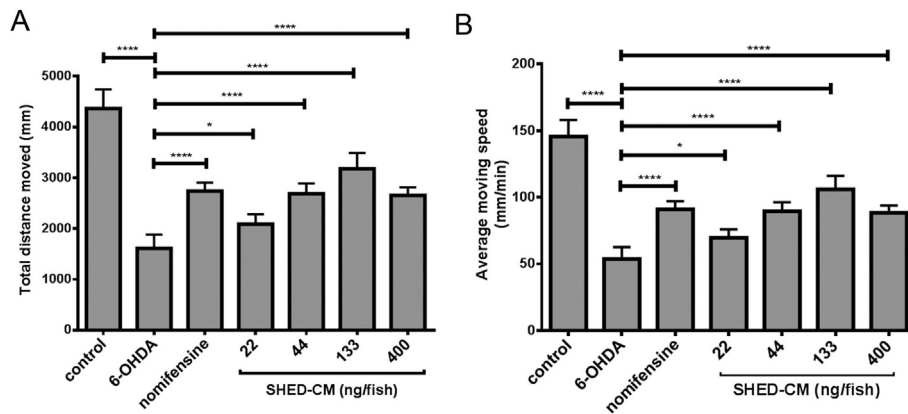 A
****
****
****
*
****
****
Total distance moved (mm)
5000
4000
3000
2000
1000
0
control
6-OHDA
nomifensine
22
44
133
400
SHED-CM (ng/fish)
B
****
****
****
****
*
****
Average moving speed
(mm/min)
200
150
100
50
0
control
6-OHDA
nomifensine
22
44
133
400
SHED-CM (ng/fish)